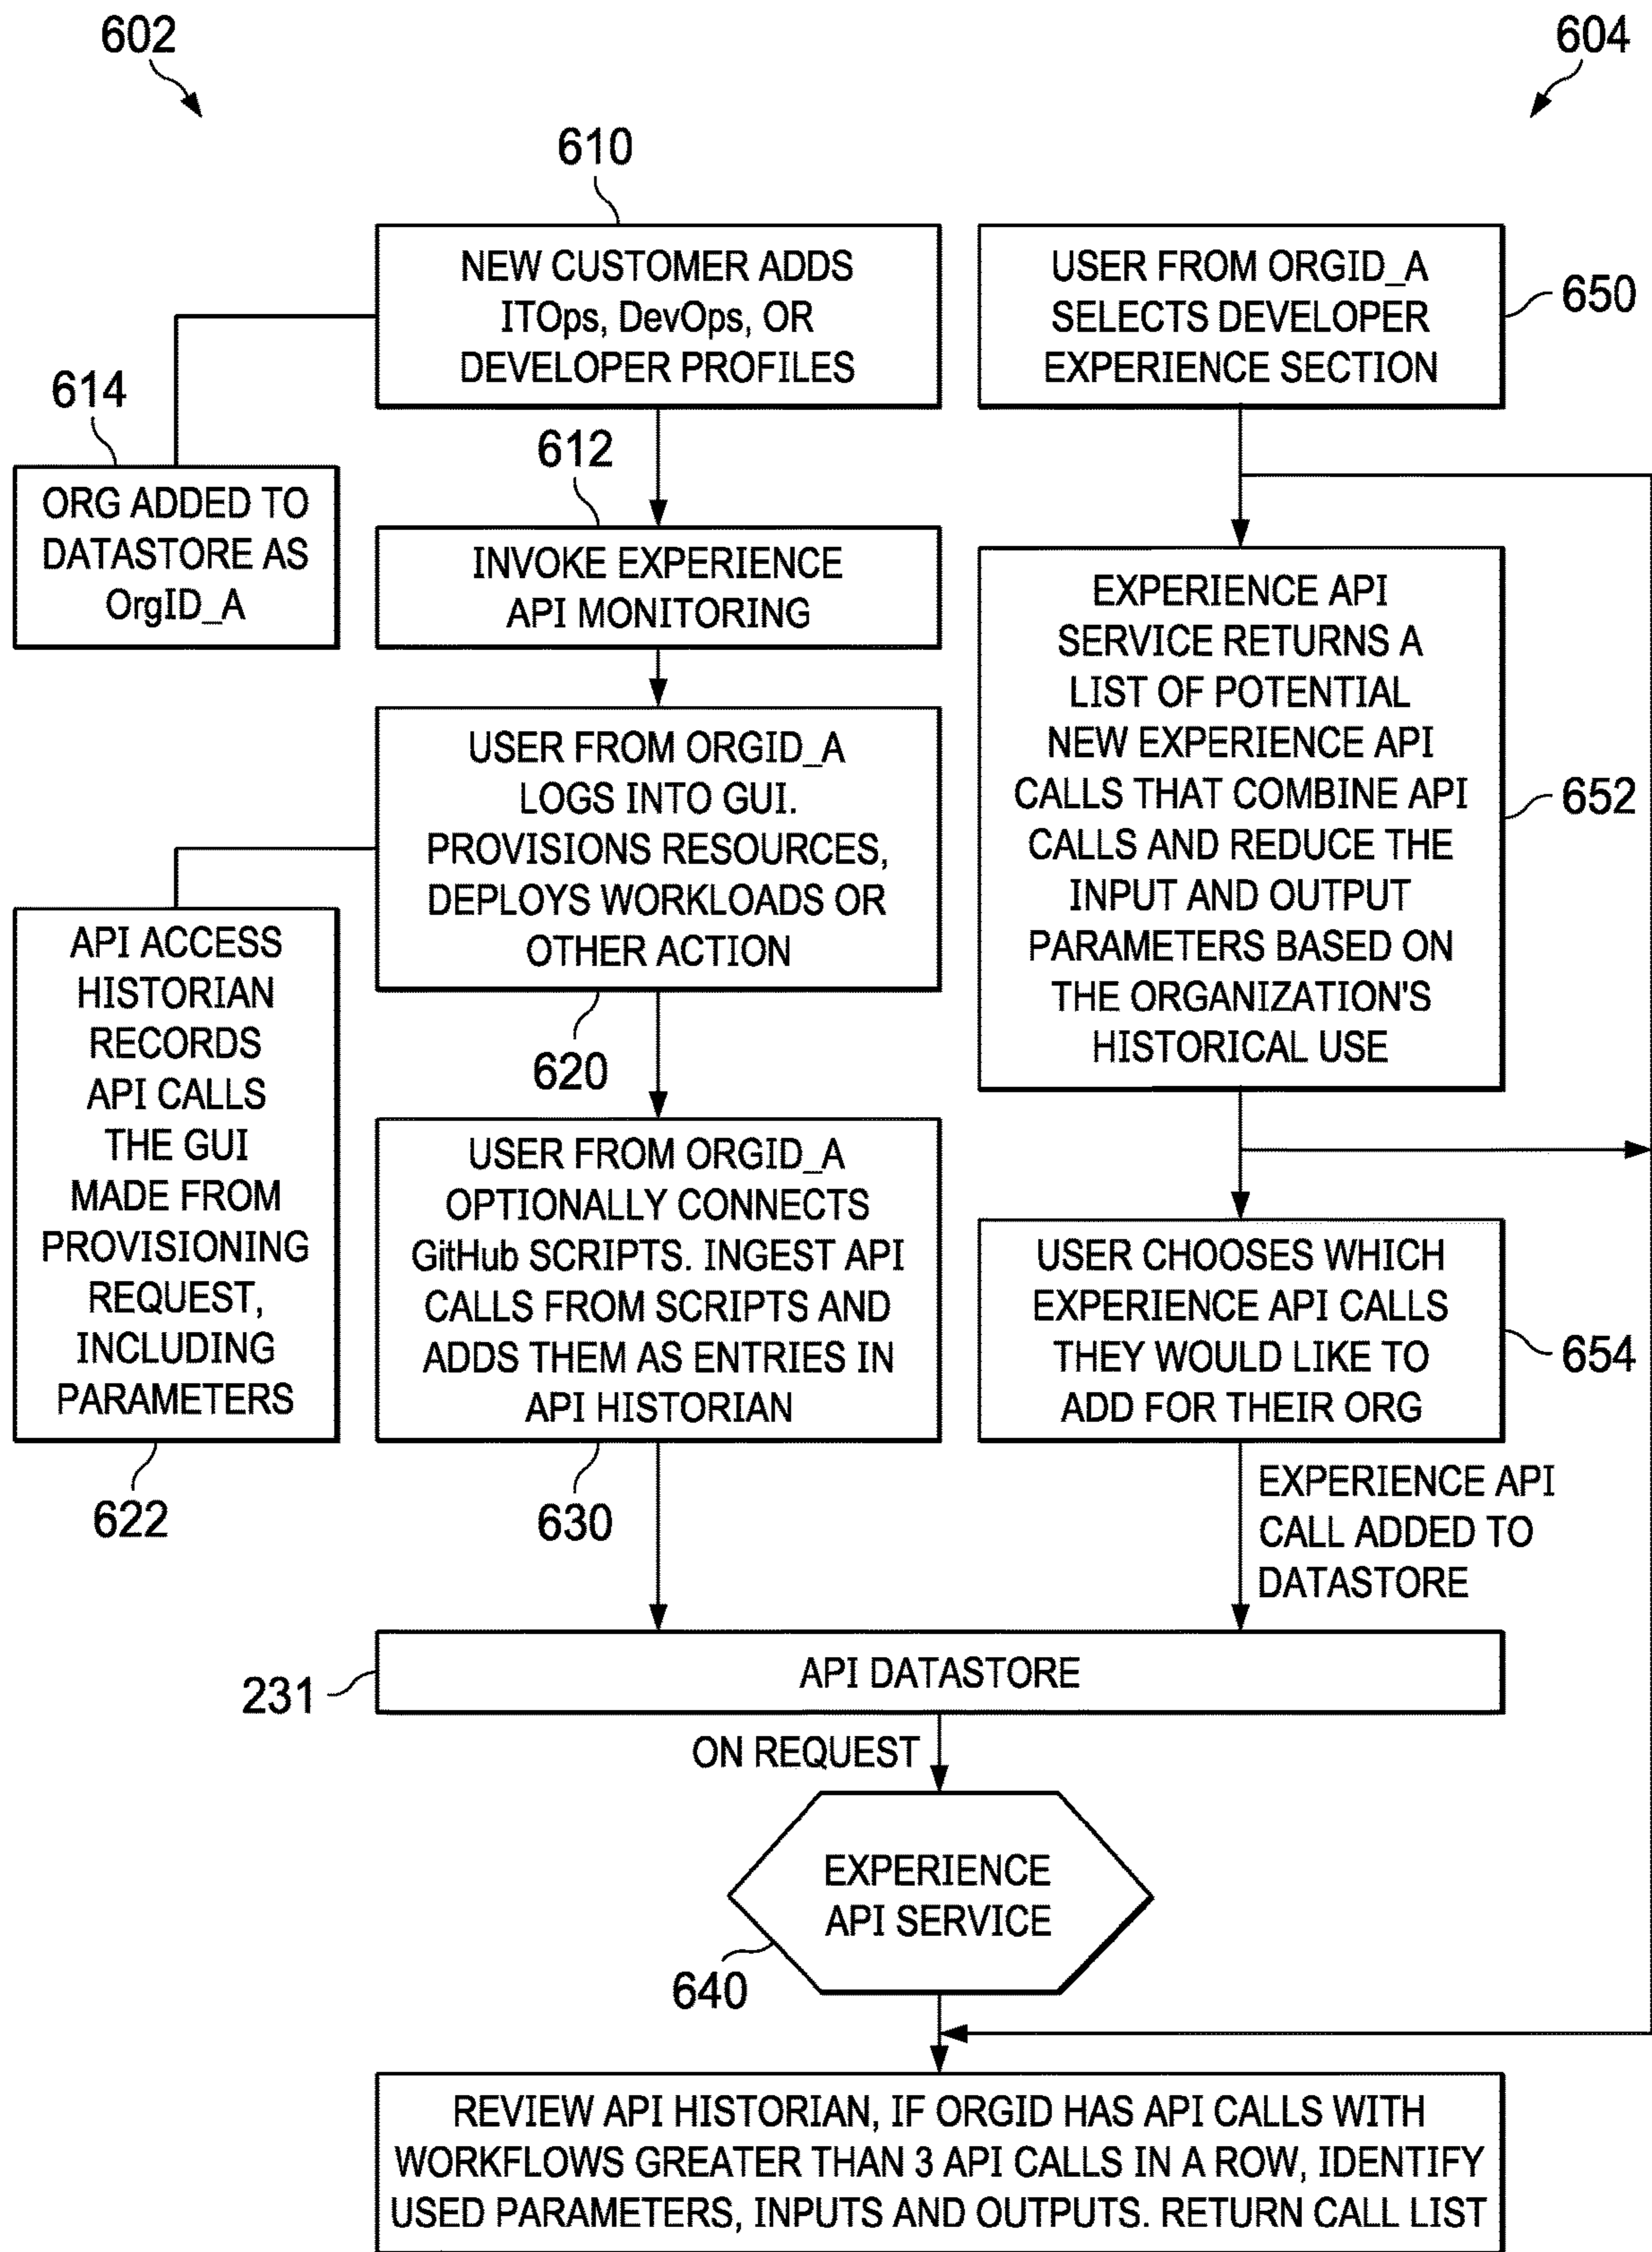 602
604
610
NEW CUSTOMER ADDS
ITOps, DevOps, OR
DEVELOPER PROFILES
USER FROM ORGID_A
SELECTS DEVELOPER
EXPERIENCE SECTION
650
614
ORG ADDED TO
DATASTORE AS
OrgID_A
612
INVOKE EXPERIENCE
API MONITORING
EXPERIENCE API
SERVICE RETURNS A
LIST OF POTENTIAL
NEW EXPERIENCE API
CALLS THAT COMBINE API
CALLS AND REDUCE THE
INPUT AND OUTPUT
PARAMETERS BASED ON
THE ORGANIZATION'S
HISTORICAL USE
652
USER FROM ORGID_A
LOGS INTO GUI.
PROVISIONS RESOURCES,
DEPLOYS WORKLOADS OR
OTHER ACTION
620
API ACCESS
HISTORIAN
RECORDS
API CALLS
THE GUI
MADE FROM
PROVISIONING
REQUEST,
INCLUDING
PARAMETERS
622
USER FROM ORGID_A
OPTIONALLY CONNECTS
GitHub SCRIPTS. INGEST API
CALLS FROM SCRIPTS AND
ADDS THEM AS ENTRIES IN
API HISTORIAN
630
USER CHOOSES WHICH
EXPERIENCE API CALLS
THEY WOULD LIKE TO
ADD FOR THEIR ORG
654
EXPERIENCE API
CALL ADDED TO
DATASTORE
231
API DATASTORE
ON REQUEST
EXPERIENCE
API SERVICE
640
REVIEW API HISTORIAN, IF ORGID HAS API CALLS WITH
WORKFLOWS GREATER THAN 3 API CALLS IN A ROW, IDENTIFY
USED PARAMETERS, INPUTS AND OUTPUTS. RETURN CALL LIST